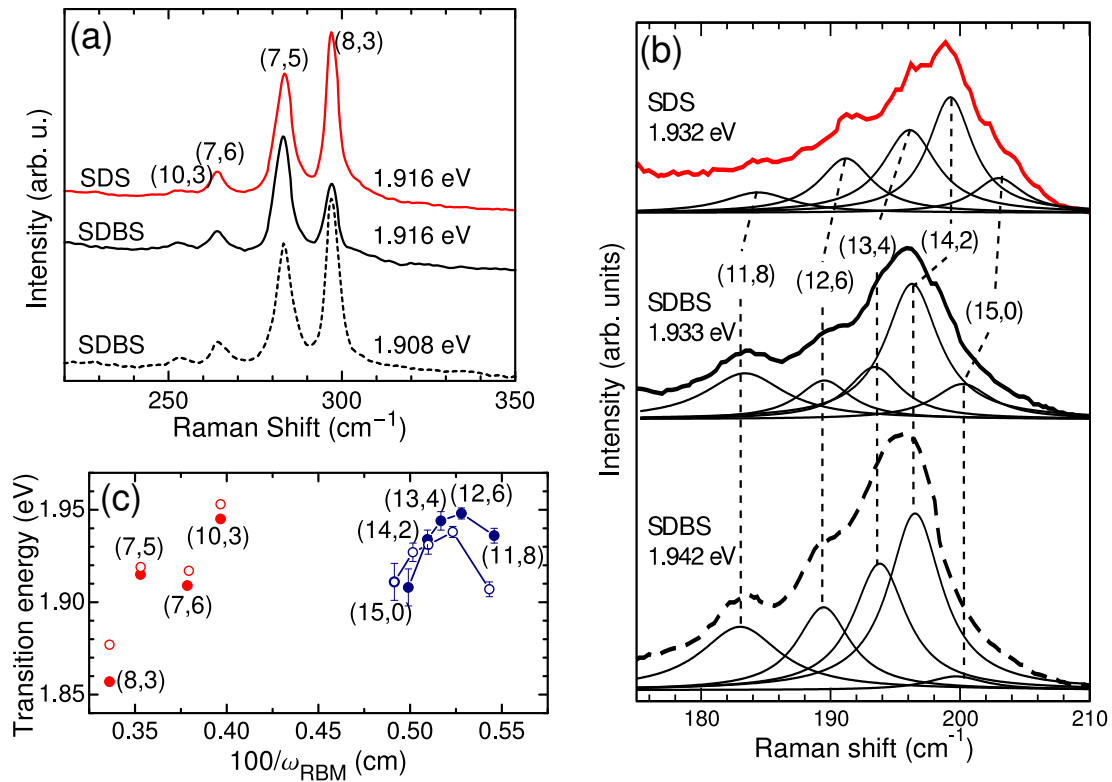 (a)
(8,3)
(7,5)
(7,6)
(10,3)
SDS
1.916 eV
SDBS
1.916 eV
SDBS
1.908 eV
Intensity (arb. u.)
250
300
350
Raman Shift (cm⁻¹)
(b)
SDS
1.932 eV
(13,4)
(14,2)
(11,8)
(12,6)
SDBS
1.933 eV
(15,0)
SDBS
1.942 eV
Intensity (arb. units)
180
190
200
210
Raman shift (cm⁻¹)
(c)
1.95
1.90
1.85
Transition energy (eV)
(13,4)
(12,6)
(10,3)
(14,2)
(7,5)
(11,8)
(7,6)
(15,0)
(8,3)
0.35
0.40
0.45
0.50
0.55
100/ωRBM (cm)